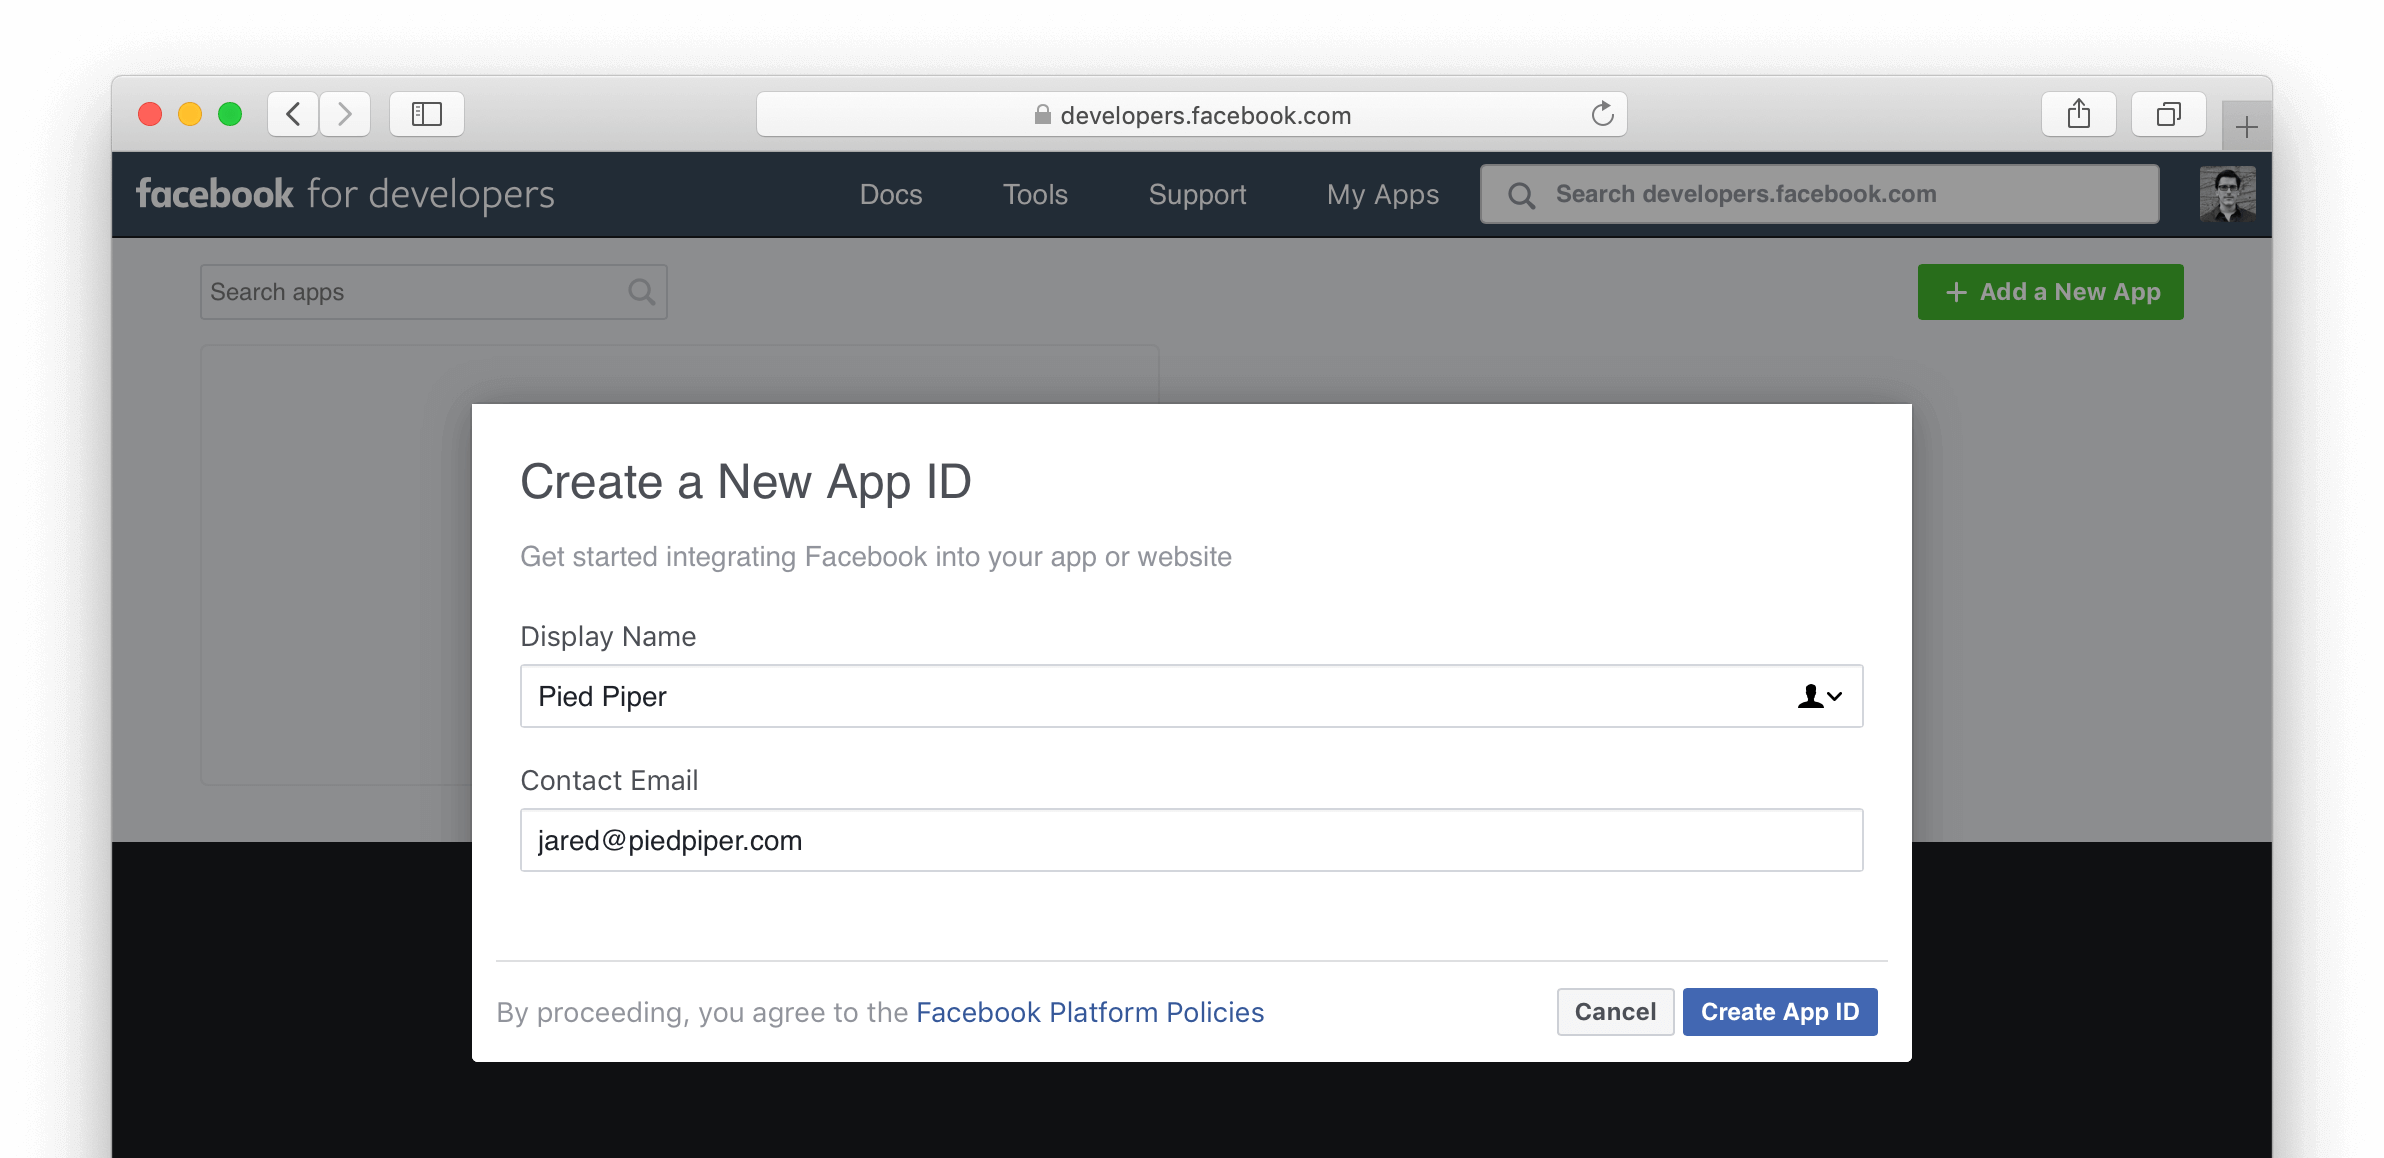 developers.facebook.com
facebook for developers Docs Tools Support My Apps Search developers.facebook.com
Search apps + Add a New App
Create a New App ID
Get started integrating Facebook into your app or website
Display Name
Pied Piper
Contact Email
jared@piedpiper.com
By proceeding, you agree to the Facebook Platform Policies Cancel Create App ID